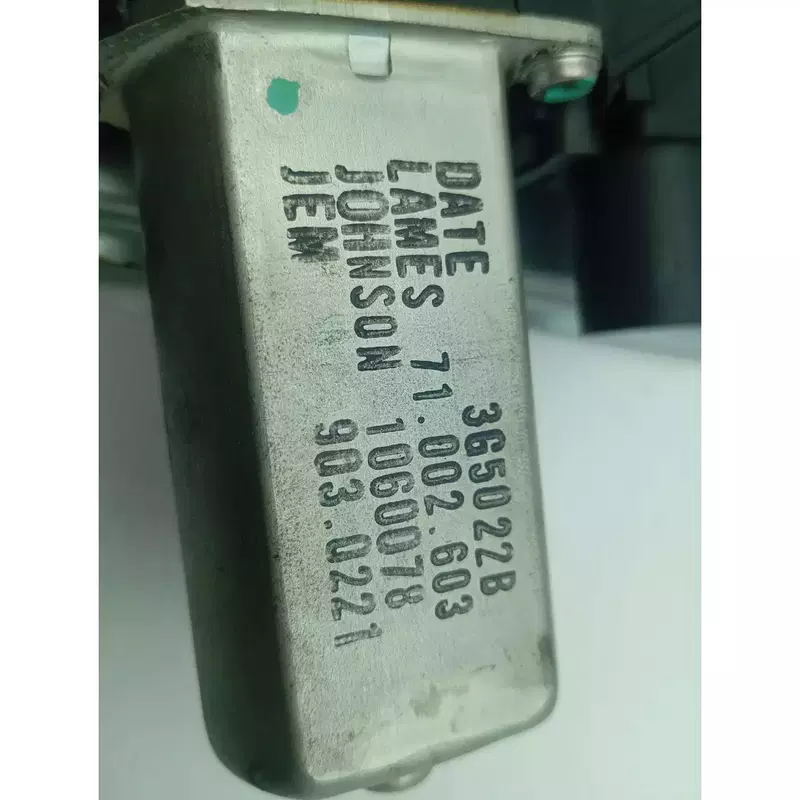 DATE 365022B
LAMES 71.002.603
JOHNSON 1060078
JEM 903.0221